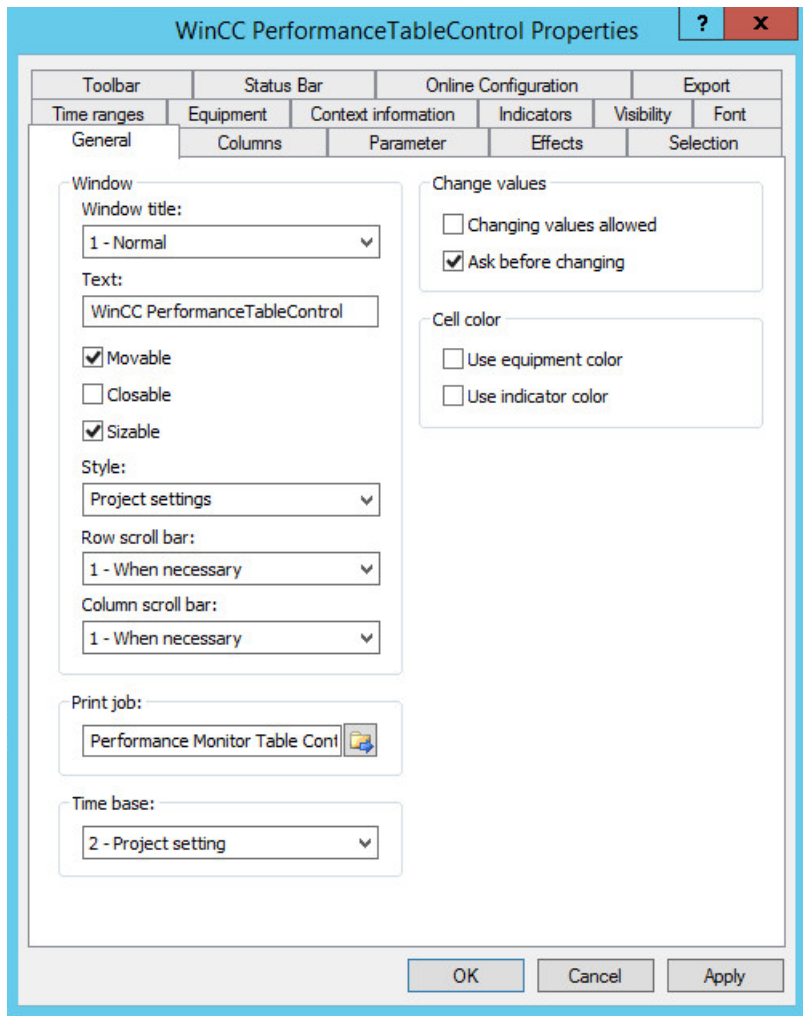 WinCC PerformanceTableControl Properties
? x
Toolbar Status Bar Online Configuration Export
Time ranges Equipment Context information Indicators Visibility Font
General Columns Parameter Effects Selection
Window
Window title:
1 - Normal
Text:
WinCC PerformanceTableControl
Movable
Closable
Sizable
Style:
Project settings
Row scroll bar:
1 - When necessary
Column scroll bar:
1 - When necessary
Print job:
Performance Monitor Table Cont
Time base:
2 - Project setting
Change values
Changing values allowed
Ask before changing
Cell color
Use equipment color
Use indicator color
OK Cancel Apply